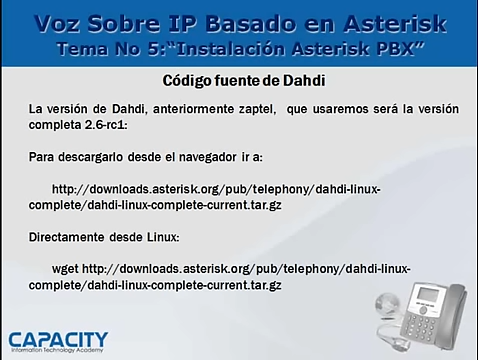 Voz Sobre IP Basado en Asterisk
Tema No 5:“Instalación Asterisk PBX”
Código fuente de Dahdi
La versión de Dahdi, anteriormente zaptel, que usaremos será la versión
completa 2.6-rc1:
Para descargarlo desde el navegador ir a:
http://downloads.asterisk.org/pub/telephony/dahdi-linux-
complete/dahdi-linux-complete-current.tar.gz
Directamente desde Linux:
wget http://downloads.asterisk.org/pub/telephony/dahdi-linux-
complete/dahdi-linux-complete-current.tar.gz
CAPACITY
Information Technology Academy